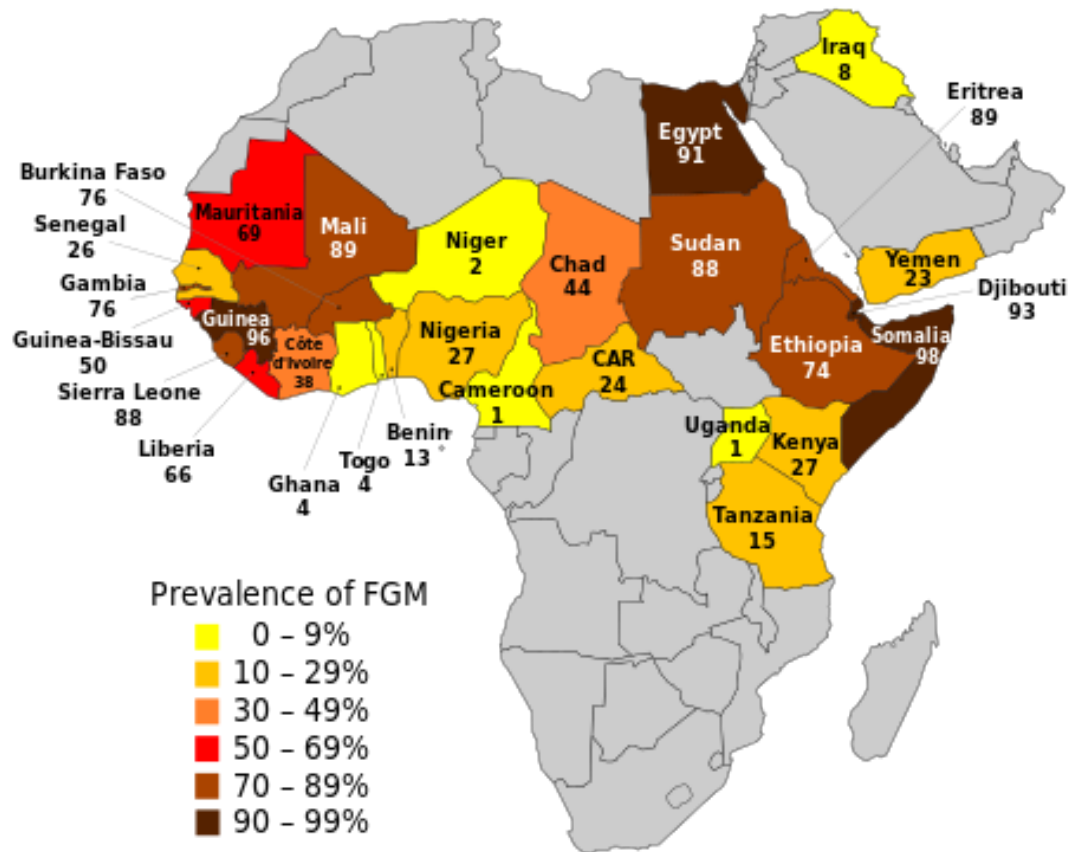 Iraq
8
Eritrea
89
Egypt
91
Burkina Faso
76
Mauritania
69
Mali
89
Senegal
26
Niger
2
Chad
44
Sudan
88
Yemen
23
Gambia
76
Djibouti
93
Guinea
96
Guinea-Bissau
50
Côte
d'Ivoire
38
Nigeria
27
CAR
24
Ethiopia
74
Somalia
98
Sierra Leone
88
Cameroon
1
Uganda
1
Kenya
27
Liberia
66
Benin
13
Togo
4
Ghana
4
Tanzania
15
Prevalence of FGM
0 – 9%
10 – 29%
30 – 49%
50 – 69%
70 – 89%
90 – 99%